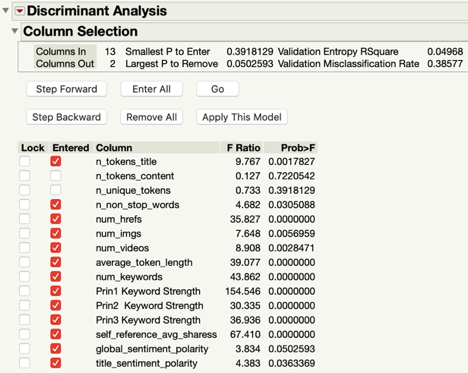 Discriminant Analysis
Column Selection
Columns In 13 Smallest P to Enter 0.3918129 Validation Entropy RSquare 0.04968
Columns Out 2 Largest P to Remove 0.0502593 Validation Misclassification Rate 0.38577
Step Forward Enter All Go
Step Backward Remove All Apply This Model
Lock Entered Column F Ratio Prob>F
n_tokens_title 9.767 0.0017827
n_tokens_content 0.127 0.7220542
n_unique_tokens 0.733 0.3918129
n_non_stop_words 4.682 0.0305088
num_hrefs 35.827 0.0000000
num_imgs 7.648 0.0056959
num_videos 8.908 0.0028471
average_token_length 39.077 0.0000000
num_keywords 43.862 0.0000000
Prin1 Keyword Strength 154.546 0.0000000
Prin2 Keyword Strength 30.335 0.0000000
Prin3 Keyword Strength 36.936 0.0000000
self_reference_avg_sharess 67.410 0.0000000
global_sentiment_polarity 3.834 0.0502593
title_sentiment_polarity 4.383 0.0363369